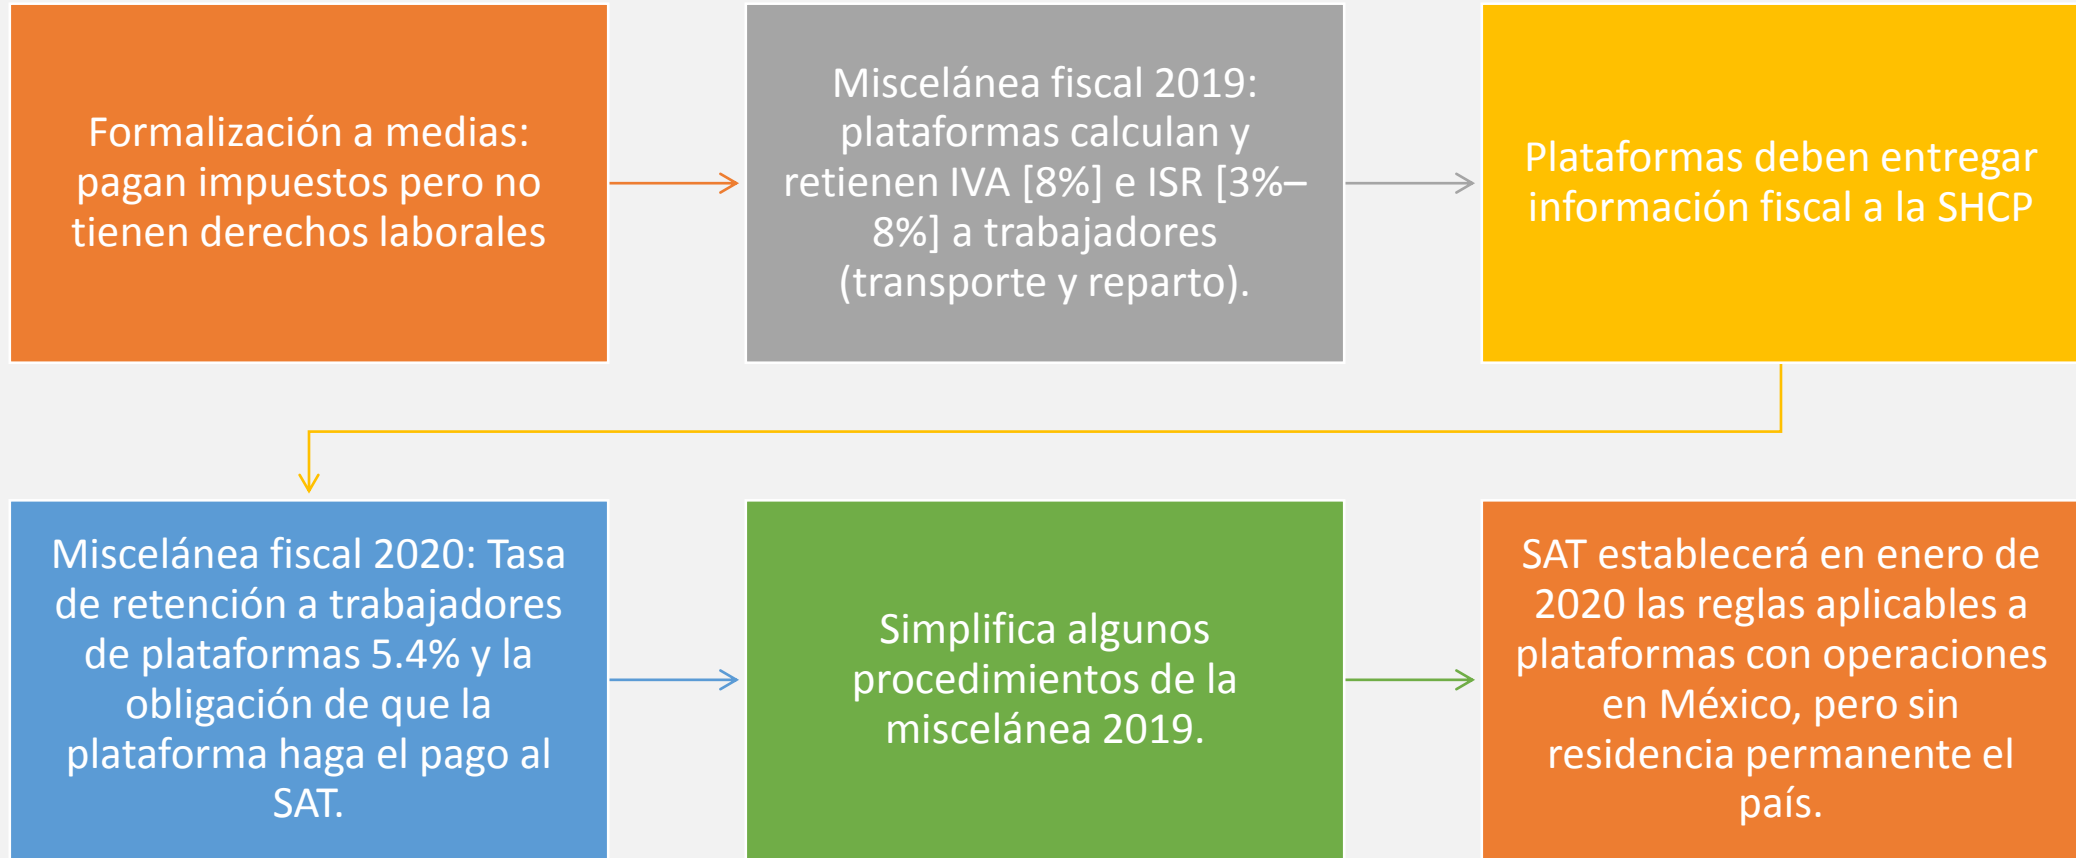 Formalización a medias:
pagan impuestos pero no
tienen derechos laborales
Miscelánea fiscal 2019:
plataformas calculan y
retienen IVA [8%] e ISR [3%–
8%] a trabajadores
(transporte y reparto).
Plataformas deben entregar
información fiscal a la SHCP
Miscelánea fiscal 2020: Tasa
de retención a trabajadores
de plataformas 5.4% y la
obligación de que la
plataforma haga el pago al
SAT.
Simplifica algunos
procedimientos de la
miscelánea 2019.
SAT establecerá en enero de
2020 las reglas aplicables a
plataformas con operaciones
en México, pero sin
residencia permanente el
país.